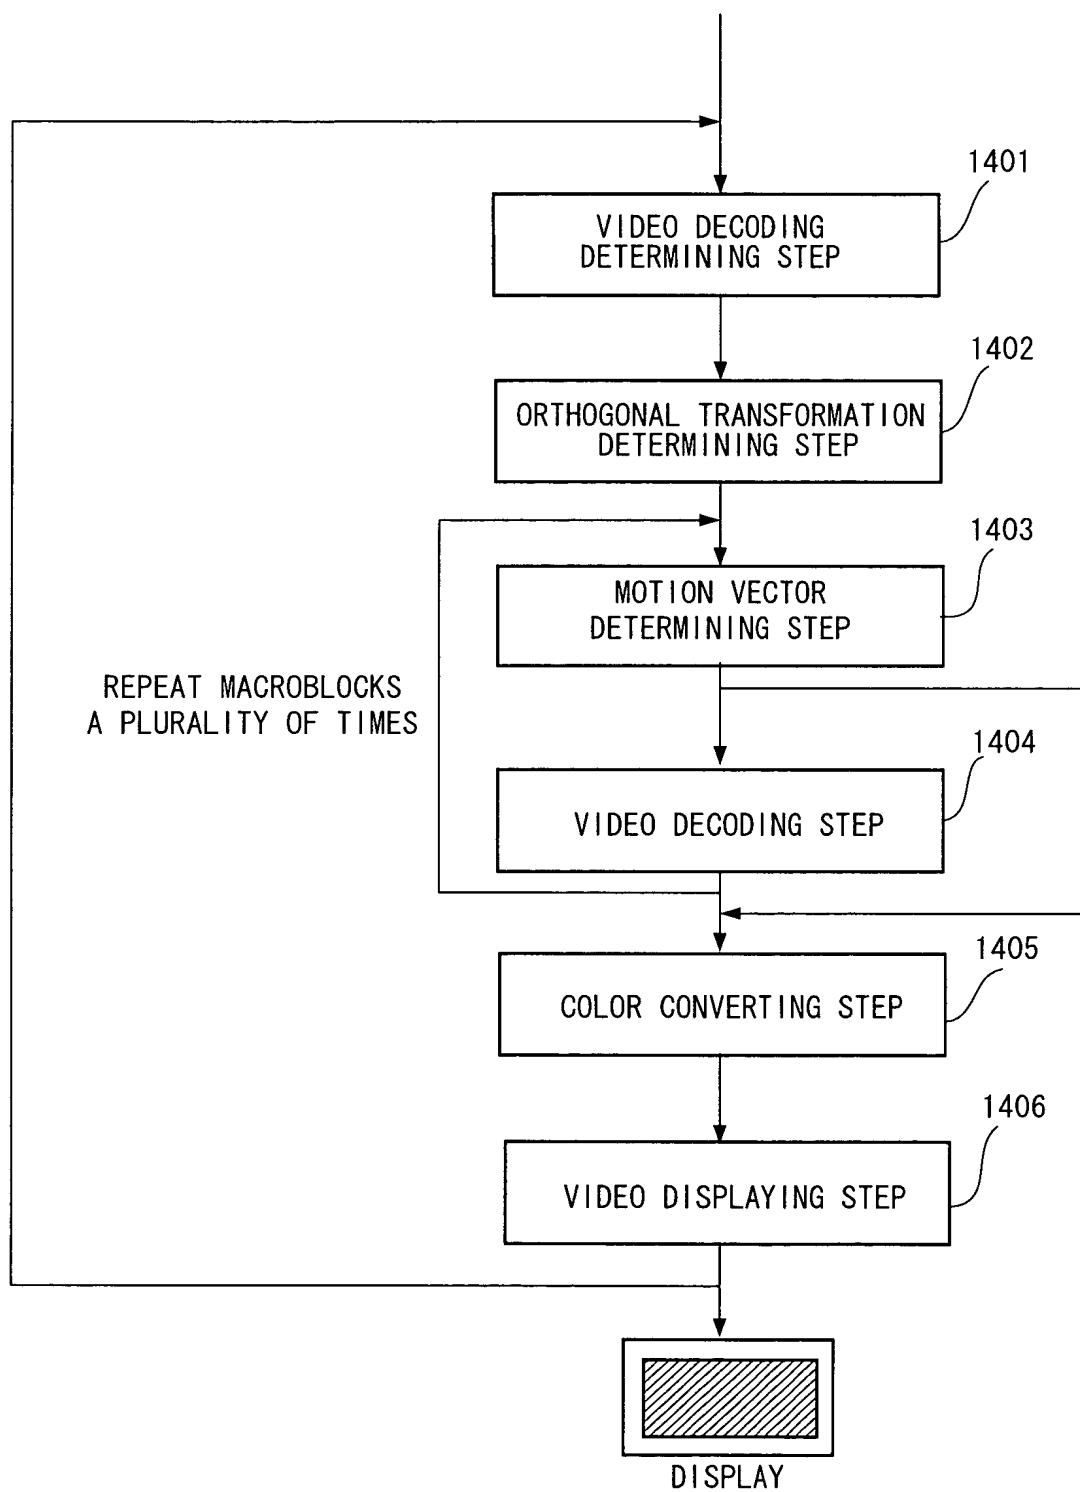 1401
VIDEO DECODING
DETERMINING STEP
1402
ORTHOGONAL TRANSFORMATION
DETERMINING STEP
1403
MOTION VECTOR
DETERMINING STEP
REPEAT MACROBLOCKS
A PLURALITY OF TIMES
1404
VIDEO DECODING STEP
1405
COLOR CONVERTING STEP
1406
VIDEO DISPLAYING STEP
DISPLAY